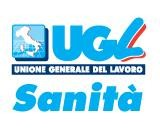 UGL
UNIONE GENERALE DEL LAVORO
Sanità